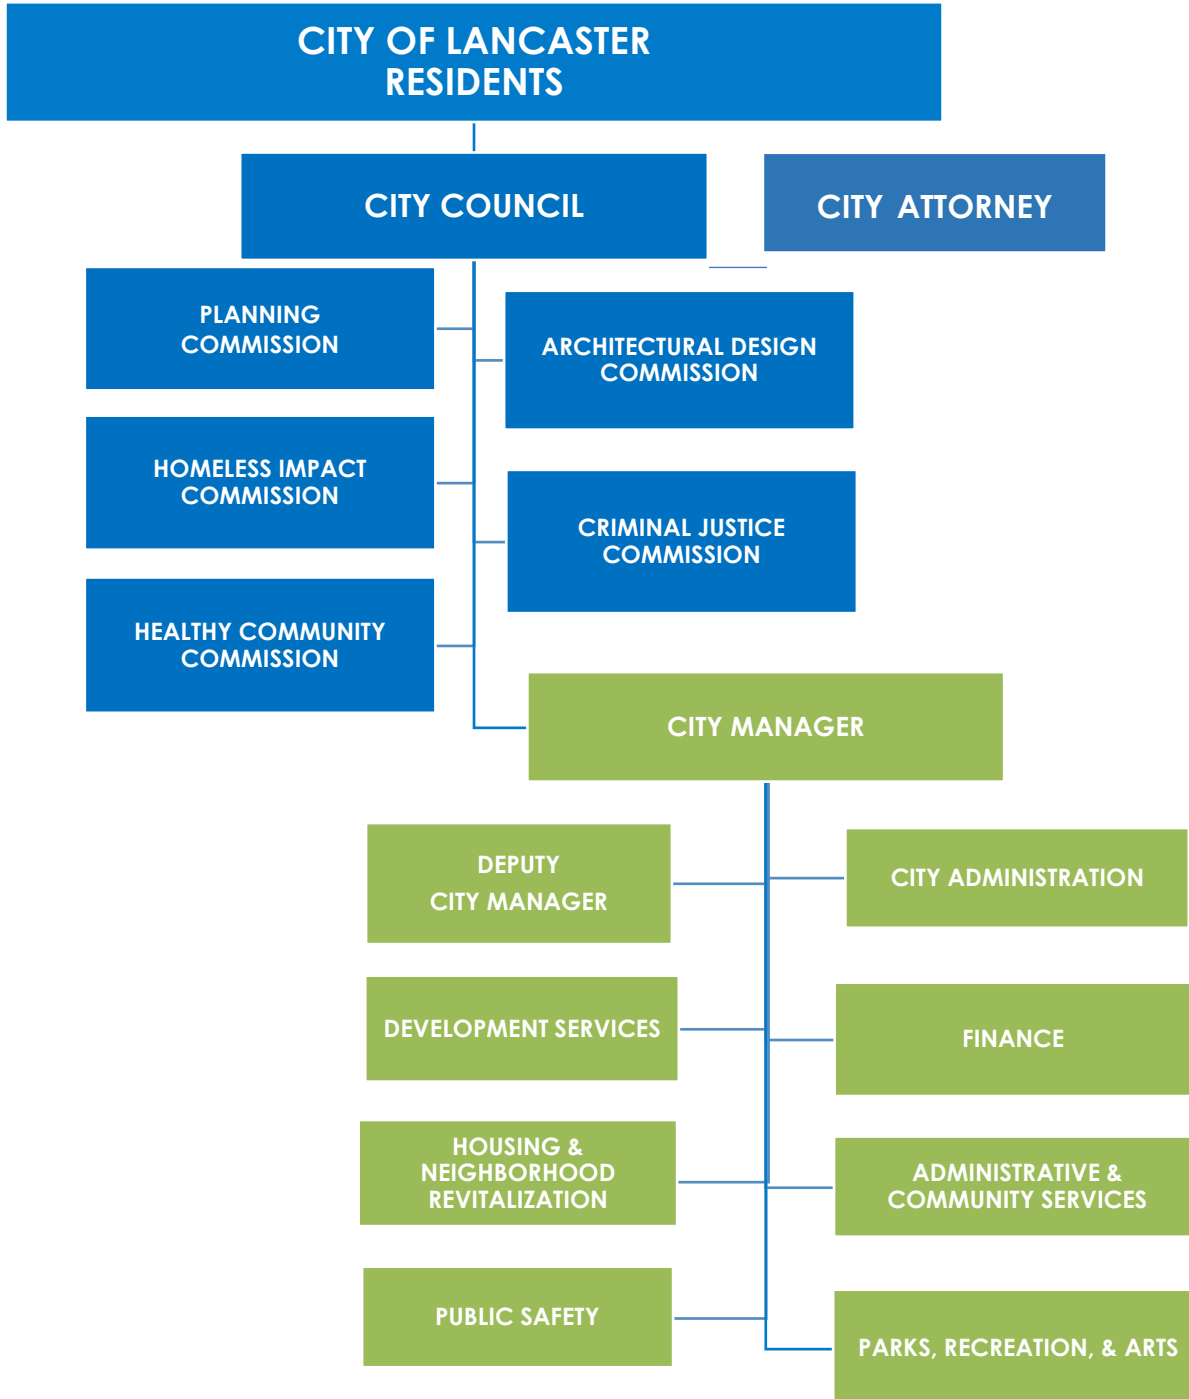 CITY OF LANCASTER
RESIDENTS
CITY COUNCIL
CITY ATTORNEY
PLANNING
COMMISSION
ARCHITECTURAL DESIGN
COMMISSION
HOMELESS IMPACT
COMMISSION
CRIMINAL JUSTICE
COMMISSION
HEALTHY COMMUNITY
COMMISSION
CITY MANAGER
DEPUTY
CITY MANAGER
CITY ADMINISTRATION
DEVELOPMENT SERVICES
FINANCE
HOUSING &
NEIGHBORHOOD
REVITALIZATION
ADMINISTRATIVE &
COMMUNITY SERVICES
PUBLIC SAFETY
PARKS, RECREATION, & ARTS